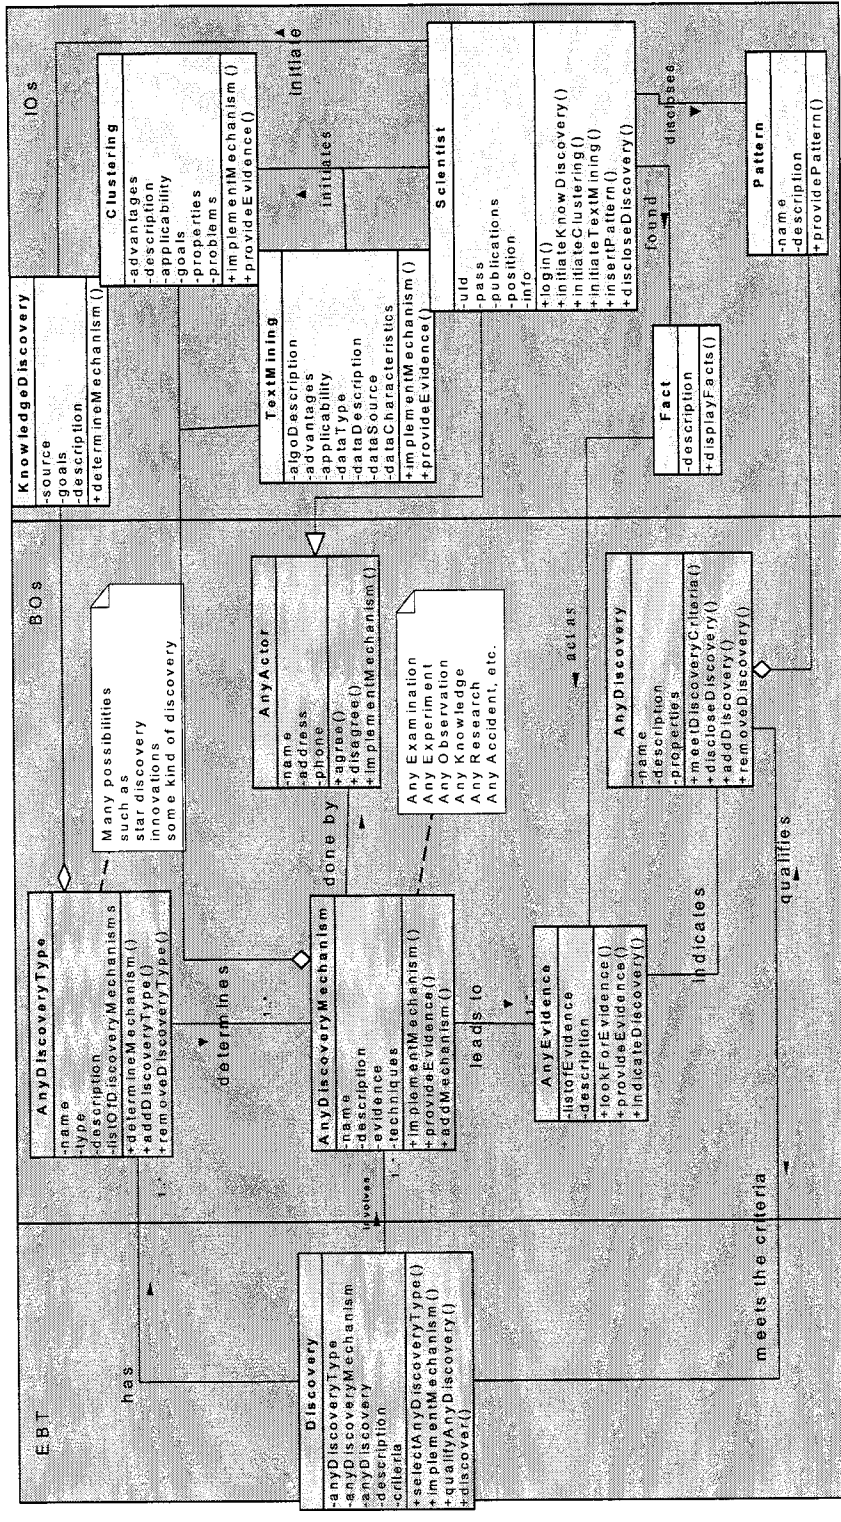 EBT
BOs
IOs
Discovery
-anyDiscoveryType
-anyDiscoveryMechanism
-anyDiscovery
-description
-criteria
+selectAnyDiscoveryType()
+implementMechanism()
+qualifyAnyDiscovery()
+discover()
has
1..*
involves
1..*
meets the criteria
qualifies
AnyDiscoveryType
-name
-type
-description
-listOfDiscoveryMechanisms
+determineMechanism()
+addDiscoveryType()
+removeDiscoveryType()
Many possibilities
such as
star discovery
innovations
some kind of discovery
determines
1..*
AnyDiscoveryMechanism
-name
-description
-evidence
-techniques
+implementMechanism()
+provideEvidence()
+addMechanism()
done by
AnyActor
-name
-address
-phone
+agree()
+disagree()
+implementMechanism()
Any Examination
Any Experiment
Any Observation
Any Knowledge
Any Research
Any Accident, etc.
leads to
1..*
AnyEvidence
-listofEvidence
-description
+lookForEvidence()
+provideEvidence()
+indicateDiscovery()
indicates
AnyDiscovery
-name
-description
-properties
+meetDiscoveryCriteria()
+discloseDiscovery()
+addDiscovery()
+removeDiscovery()
act as
KnowledgeDiscovery
-source
-goals
-description
+determineMechanism()
Clustering
-advantages
-description
-applicability
-goals
-properties
-problems
+implementMechanism()
+provideEvidence()
TextMining
-algoDescription
-advantages
-applicability
-dataType
-dataDescription
-dataSource
-dataCharacteristics
+implementMechanism()
+provideEvidence()
initiate
initiates
Scientist
-uid
-pass
-publications
-position
-info
+login()
+initiateKnowDiscovery()
+initiateClustering()
+initiateTextMining()
+insertPattern()
+discloseDiscovery()
found
discloses
Fact
-description
+displayFacts()
Pattern
-name
-description
+providePattern()